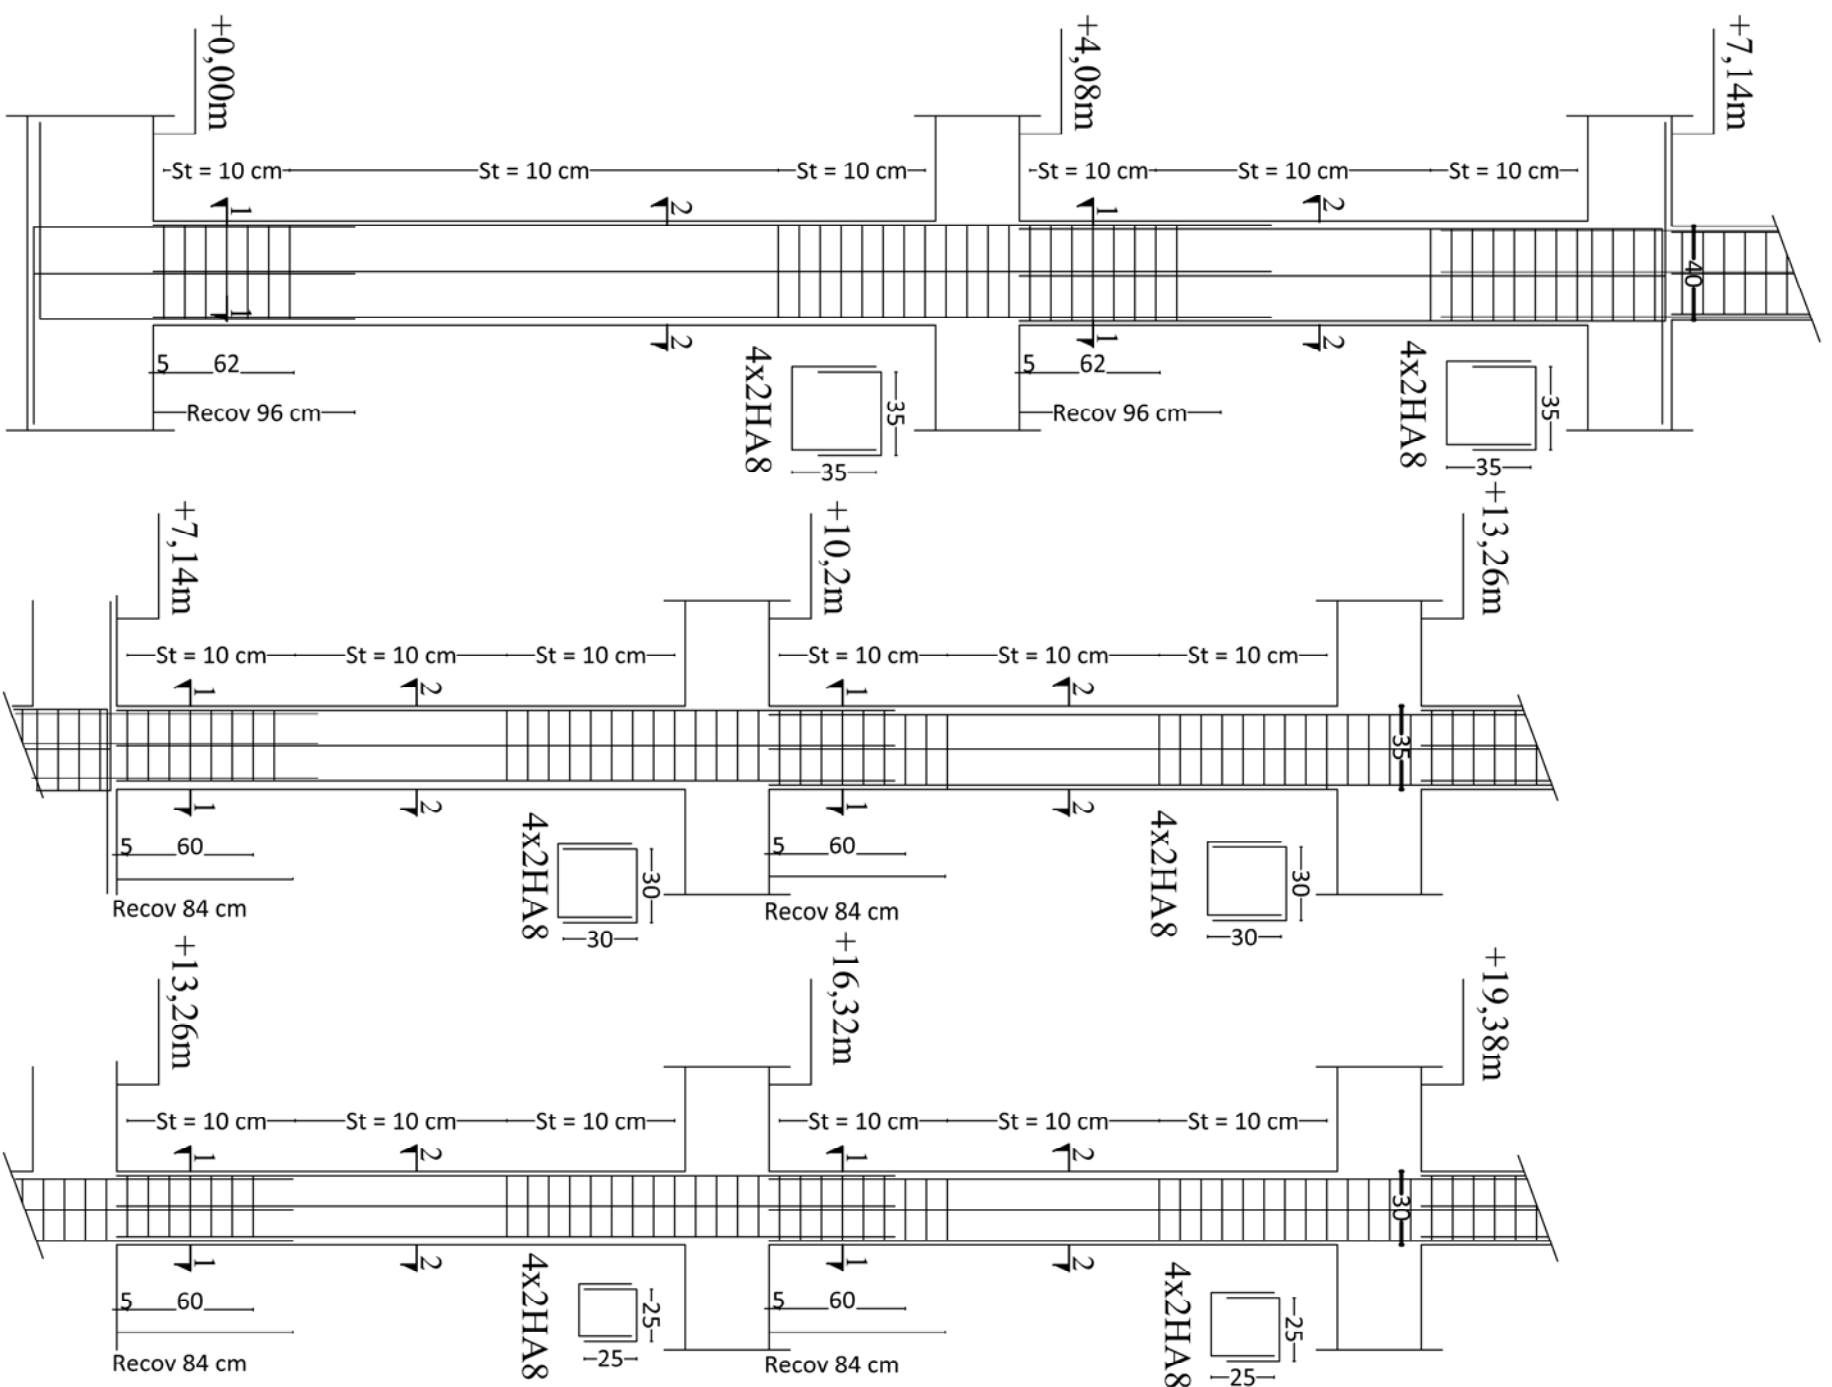 +0,00m
+4,08m
+7,14m
St = 10 cm St = 10 cm St = 10 cm St = 10 cm St = 10 cm St = 10 cm
1 2 1 2
40
1 2 1 2
5 62 5 62
Recov 96 cm Recov 96 cm
4x2HA8
35
35
4x2HA8
35
35
+7,14m
+10,2m
+13,26m
St = 10 cm St = 10 cm St = 10 cm St = 10 cm St = 10 cm St = 10 cm
1 2 1 2
35
1 2 1 2
5 60 5 60
Recov 84 cm Recov 84 cm
4x2HA8
30
30
4x2HA8
30
30
+13,26m
+16,32m
+19,38m
St = 10 cm St = 10 cm St = 10 cm St = 10 cm St = 10 cm St = 10 cm
1 2 1 2
30
1 2 1 2
5 60 5 60
Recov 84 cm Recov 84 cm
4x2HA8
25
25
4x2HA8
25
25